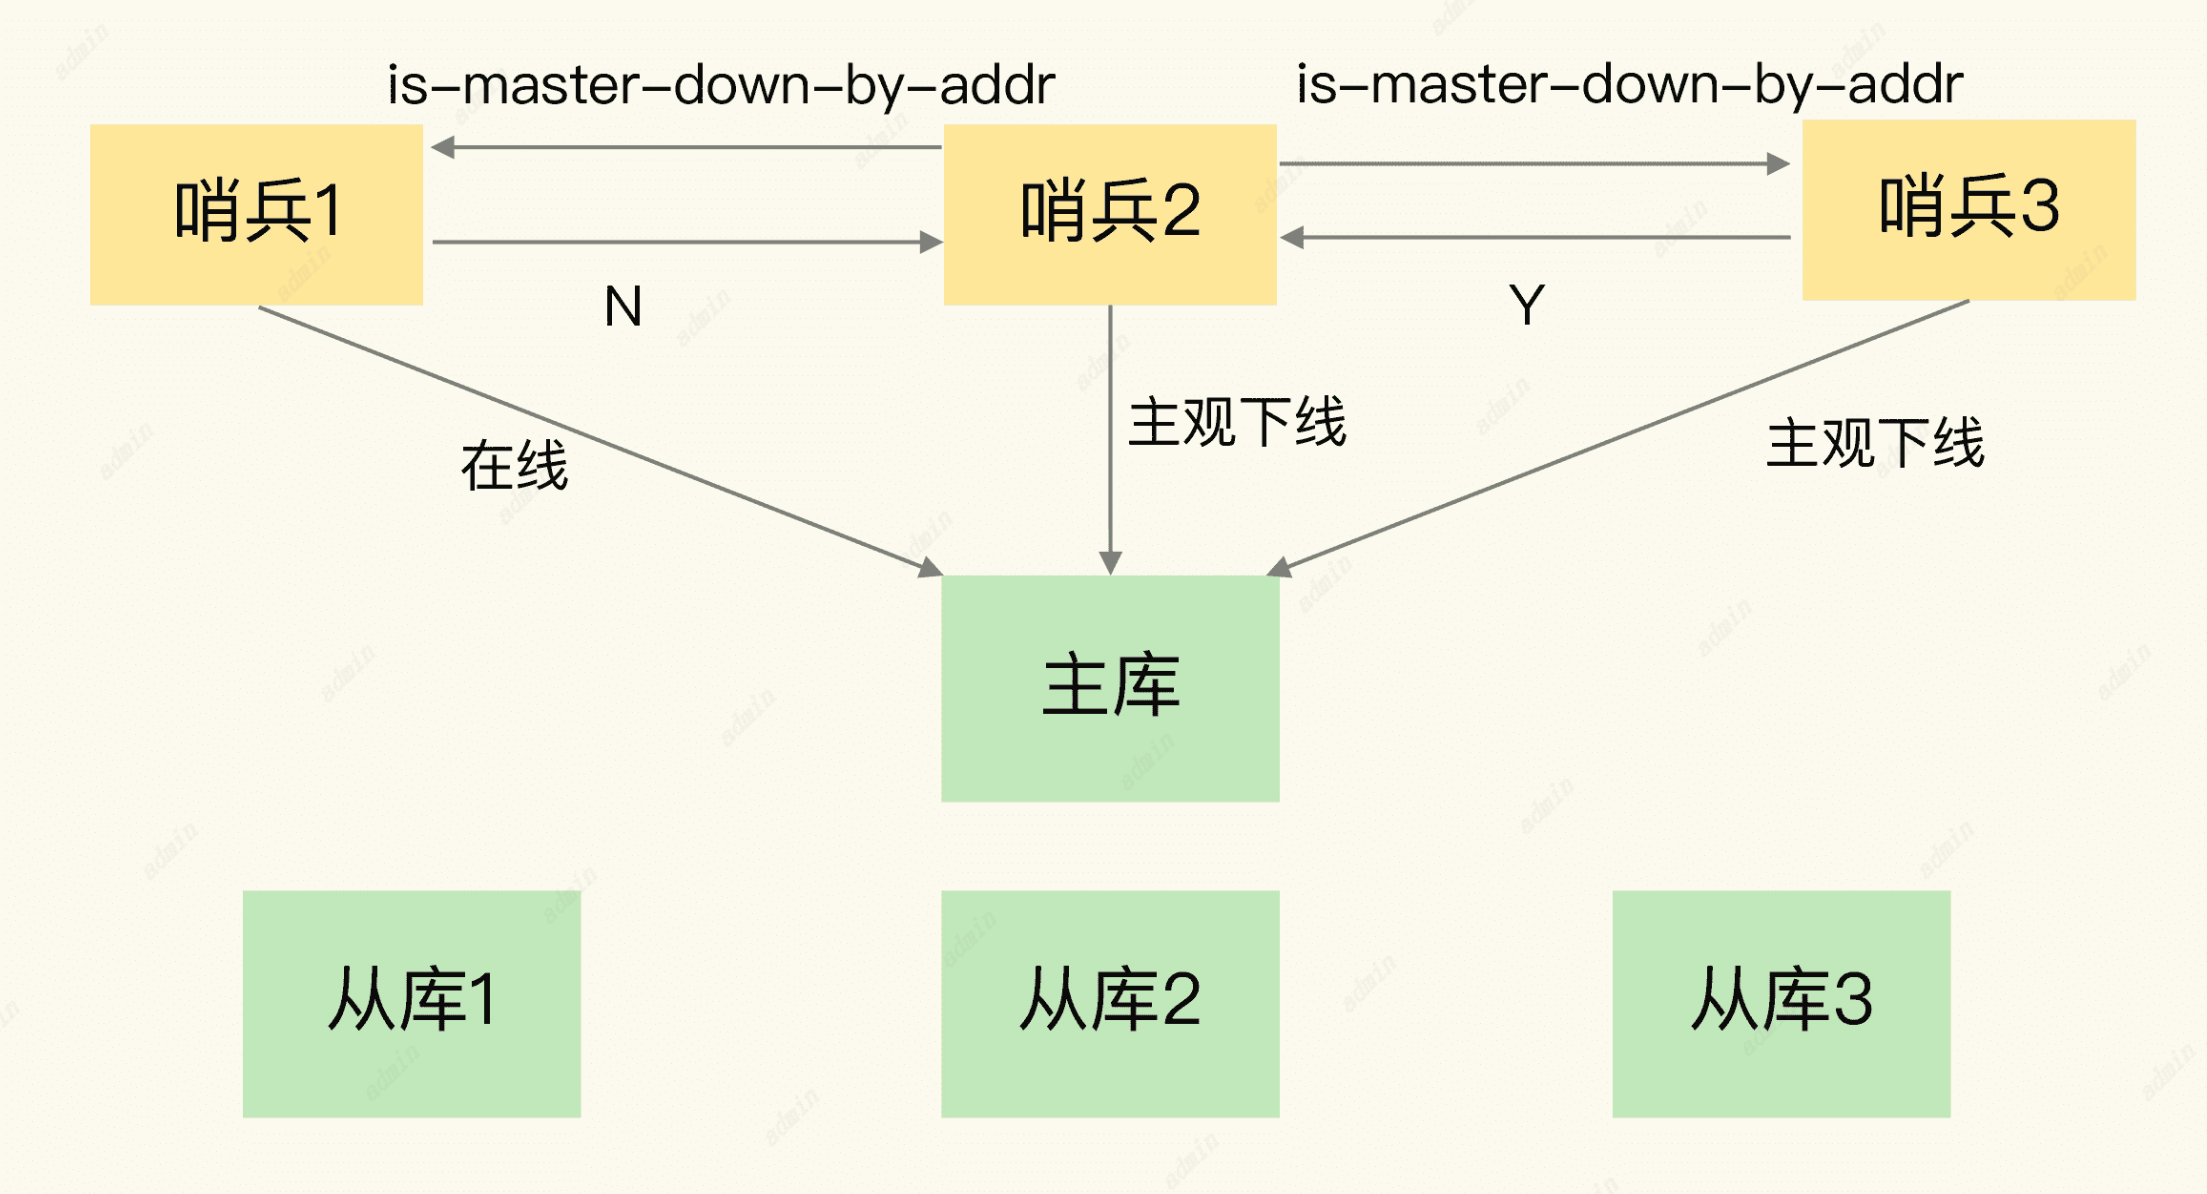 is-master-down-by-addr
is-master-down-by-addr
哨兵1
哨兵2
哨兵3
N
Y
在线
主观下线
主观下线
主库
从库1
从库2
从库3
admin